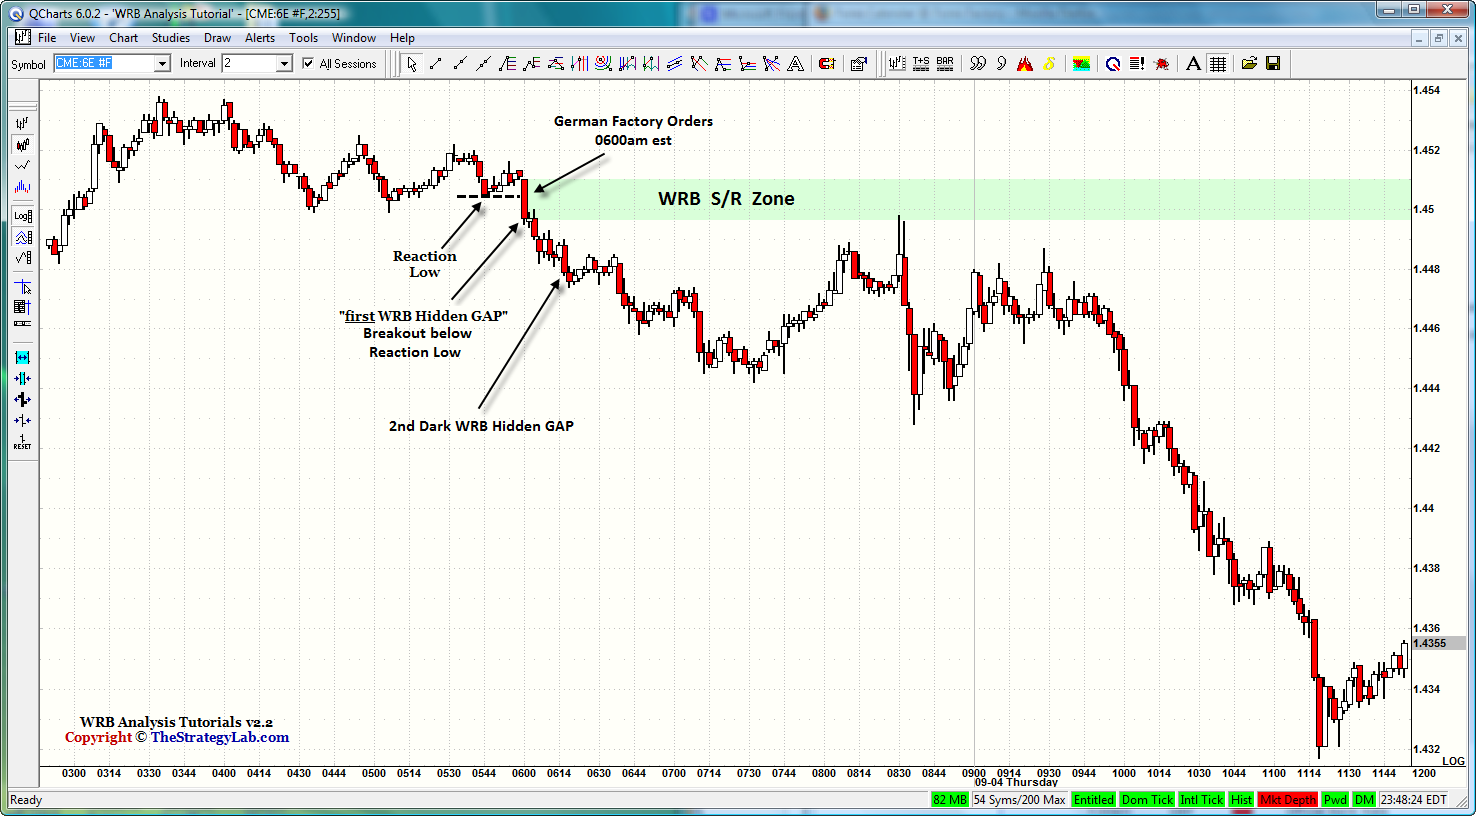 QCharts 6.0.2 - 'WRB Analysis Tutorial' - [CME:6E #F,2:255]
File View Chart Studies Draw Alerts Tools Window Help
Symbol CME:6E #F Interval 2 All Sessions
T+S BAR
A
Log
RESET
German Factory Orders
0600am est
WRB S/R Zone
Reaction
Low
"first WRB Hidden GAP"
Breakout below
Reaction Low
2nd Dark WRB Hidden GAP
1.454
1.452
1.45
1.448
1.446
1.444
1.442
1.44
1.438
1.436
1.4355
1.434
1.432
LOG
WRB Analysis Tutorials v2.2
Copyright © TheStrategyLab.com
0300 0314 0330 0344 0400 0414 0430 0444 0500 0514 0530 0544 0600 0614 0630 0644 0700 0714 0730 0744 0800 0814 0830 0844 0900 0914 0930 0944 1000 1014 1030 1044 1100 1114 1130 1144 1200
09-04 Thursday
Ready 82 MB 54 Syms/200 Max Entitled Dom Tick Intl Tick Hist Mkt Depth Pwd DM 23:48:24 EDT